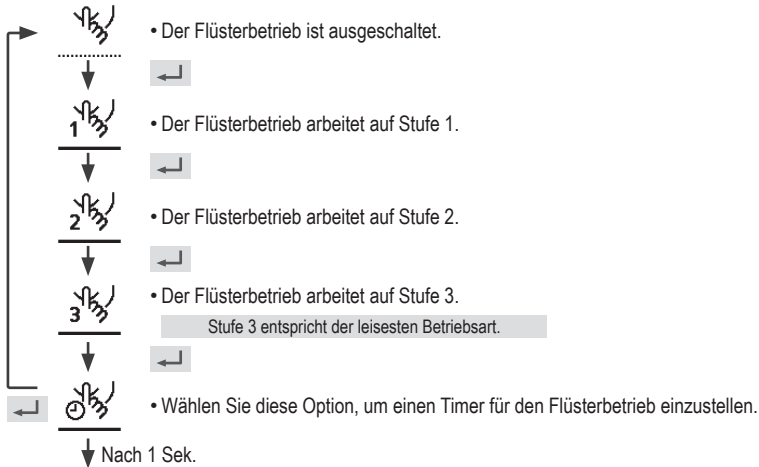 • Der Flüsterbetrieb ist ausgeschaltet.
1
• Der Flüsterbetrieb arbeitet auf Stufe 1.
2
• Der Flüsterbetrieb arbeitet auf Stufe 2.
3
• Der Flüsterbetrieb arbeitet auf Stufe 3.
Stufe 3 entspricht der leisesten Betriebsart.
• Wählen Sie diese Option, um einen Timer für den Flüsterbetrieb einzustellen.
Nach 1 Sek.